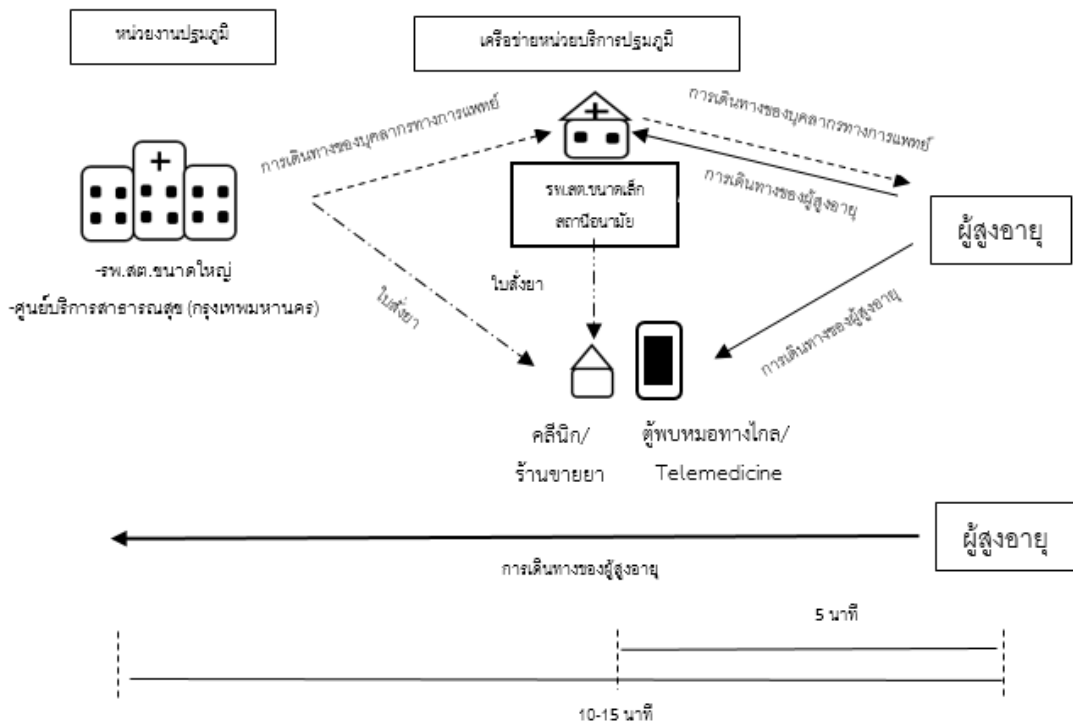 หน่วยงานปฐมภูมิ
เครือข่ายหน่วยบริการปฐมภูมิ
การเดินทางของบุคลากรทางการแพทย์
การเดินทางของบุคลากรทางการแพทย์
การเดินทางของผู้สูงอายุ
รพ.สต.ขนาดเล็ก
สถานีอนามัย
ผู้สูงอายุ
-รพ.สต.ขนาดใหญ่
-ศูนย์บริการสาธารณสุข (กรุงเทพมหานคร)
ใบสั่งยา
ใบสั่งยา
การเดินทางของผู้สูงอายุ
คลีนิก/
ร้านขายยา
ตู้พบหมอทางไกล/
Telemedicine
ผู้สูงอายุ
การเดินทางของผู้สูงอายุ
5 นาที
10-15 นาที